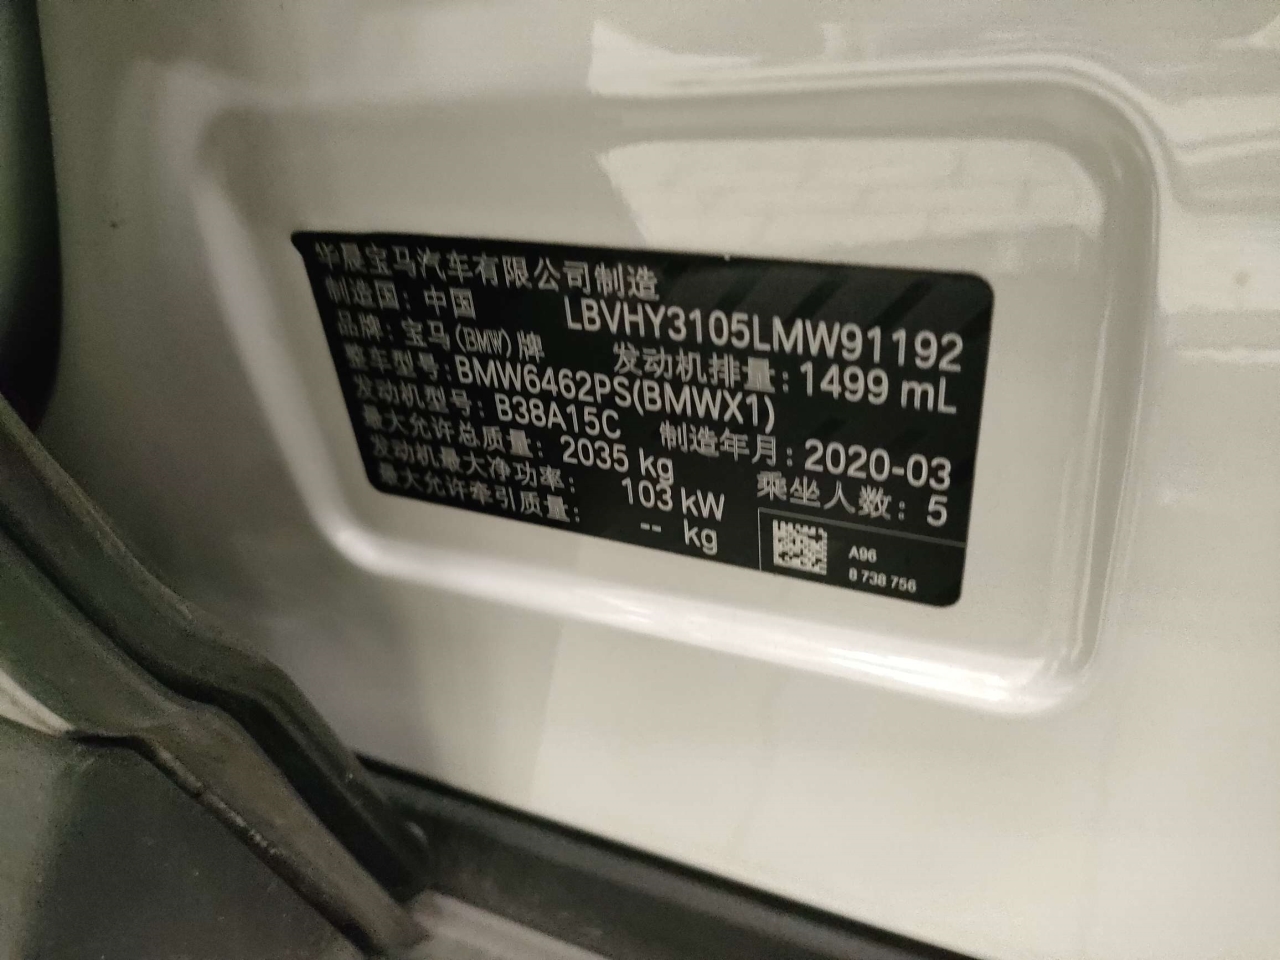 华晨宝马汽车有限公司制造
制造国：中国 LBVHY3105LMW91192
品牌：宝马(BMW)牌 发动机排量：1499 mL
整车型号：BMW6462PS(BMWX1)
发动机型号：B38A15C 制造年月：2020-03
最大允许总质量：2035 kg 乘坐人数：5
发动机最大净功率：103 kW
最大允许牵引质量：-- kg
A96
8 738 756